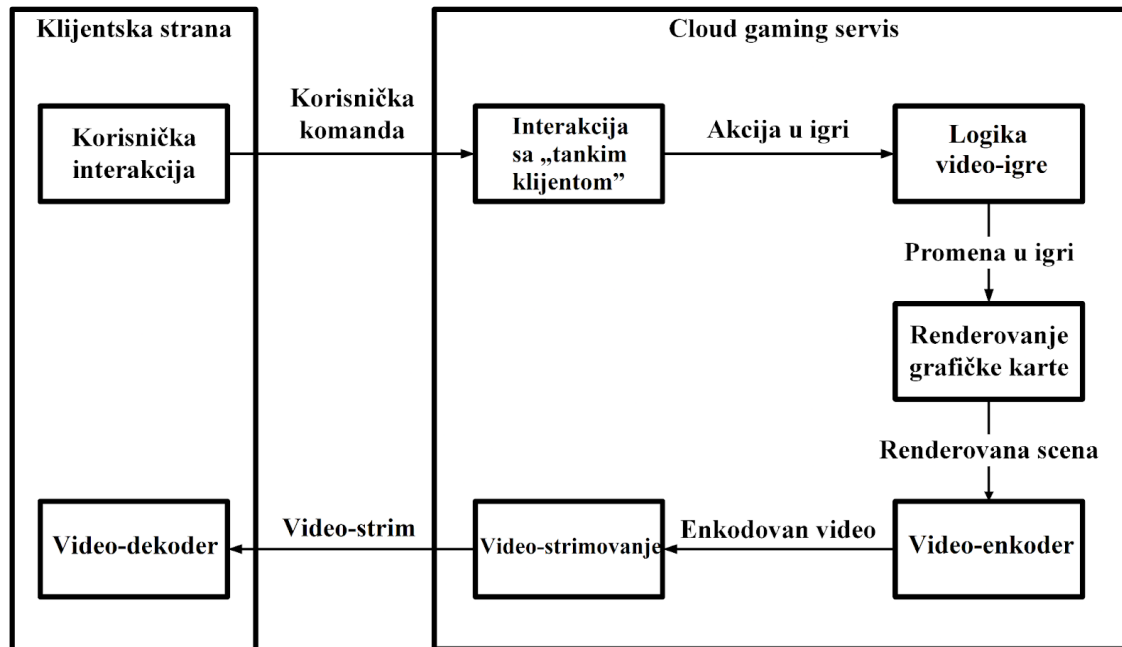 Klijentska strana
Cloud gaming servis
Korisnička
interakcija
Korisnička
komanda
Interakcija
sa „tankim
klijentom”
Akcija u igri
Logika
video-igre
Promena u igri
Renderovanje
grafičke karte
Renderovana scena
Video-dekoder
Video-strim
Video-strimovanje
Enkodovan video
Video-enkoder